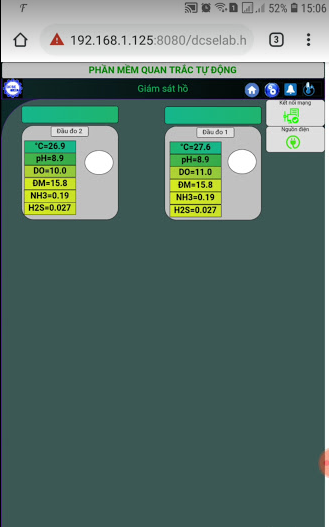 F
52% 15:06
192.168.1.125:8080/dcselab.h
3
PHẦN MỀM QUAN TRẮC TỰ ĐỘNG
Giám sát hồ
Kết nối mạng
Nguồn điện
Đầu đo 2
°C=26.9
pH=8.9
DO=10.0
ĐM=15.8
NH3=0.19
H2S=0.027
Đầu đo 1
°C=27.6
pH=8.9
DO=11.0
ĐM=15.8
NH3=0.19
H2S=0.027